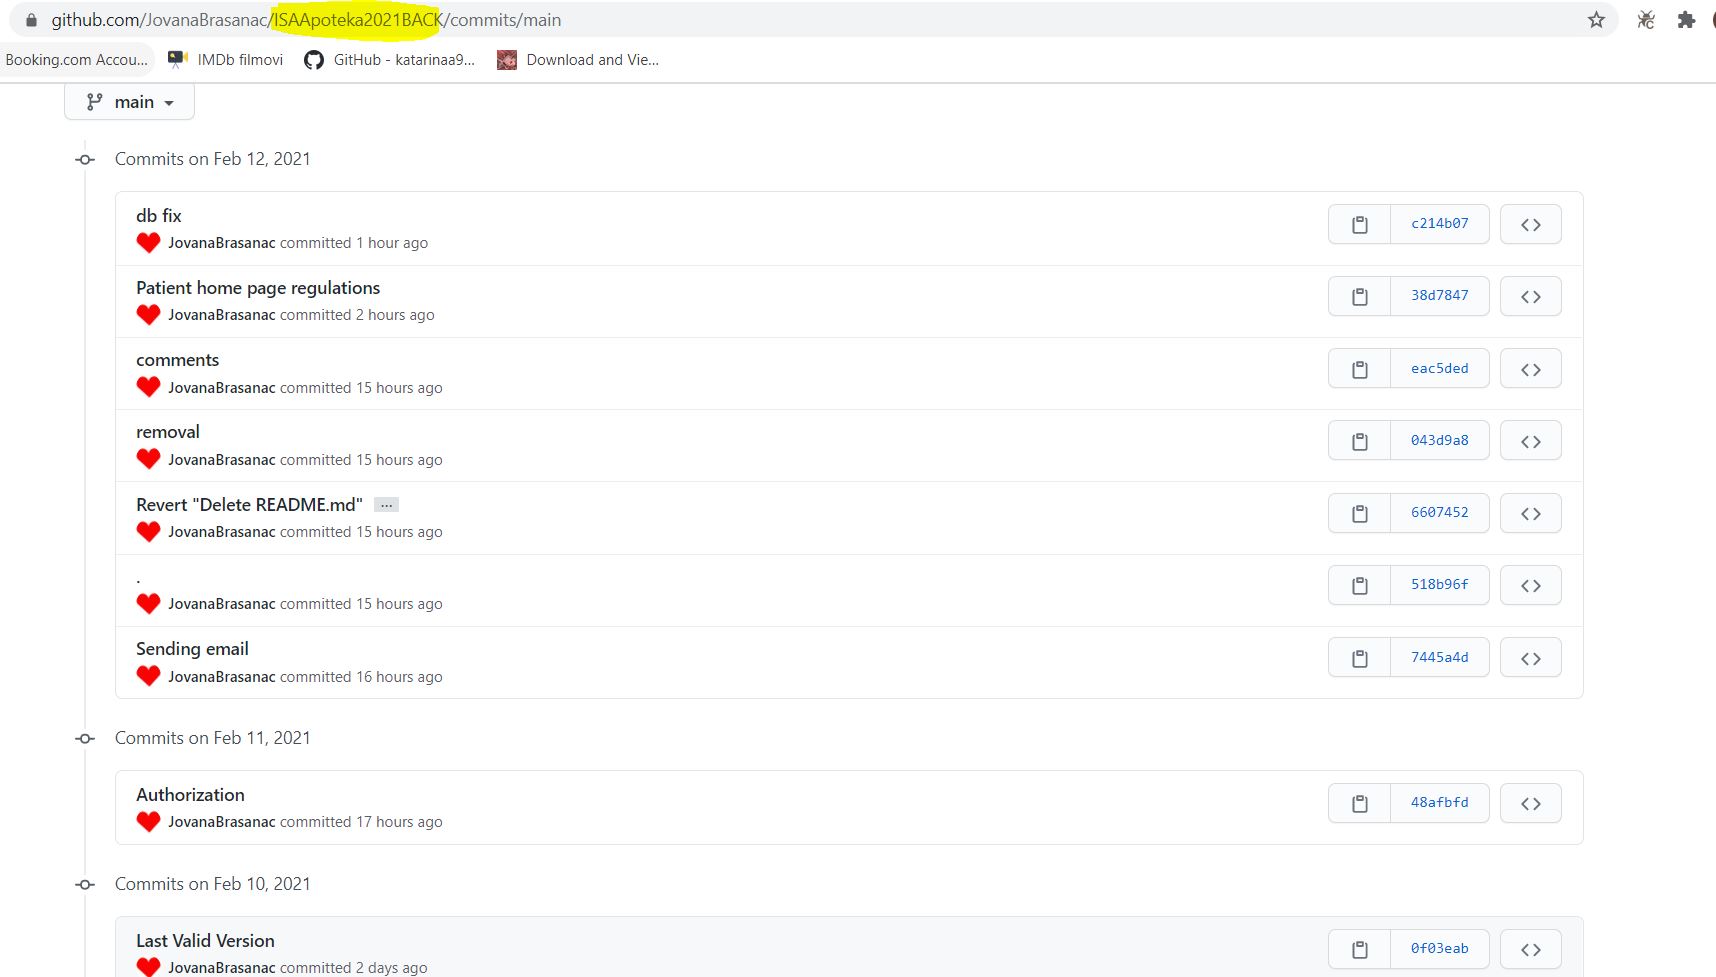 github.com/JovanaBrasanac/ISAApoteka2021BACK/commits/main
Booking.com Accou... IMDb filmovi GitHub - katarinaa9... Download and Vie...
main
Commits on Feb 12, 2021
db fix
JovanaBrasanac committed 1 hour ago
c214b07
Patient home page regulations
JovanaBrasanac committed 2 hours ago
38d7847
comments
JovanaBrasanac committed 15 hours ago
eac5ded
removal
JovanaBrasanac committed 15 hours ago
043d9a8
Revert "Delete README.md" ...
JovanaBrasanac committed 15 hours ago
6607452
.
JovanaBrasanac committed 15 hours ago
518b96f
Sending email
JovanaBrasanac committed 16 hours ago
7445a4d
Commits on Feb 11, 2021
Authorization
JovanaBrasanac committed 17 hours ago
48afbfd
Commits on Feb 10, 2021
Last Valid Version
JovanaBrasanac committed 2 days ago
0f03eab